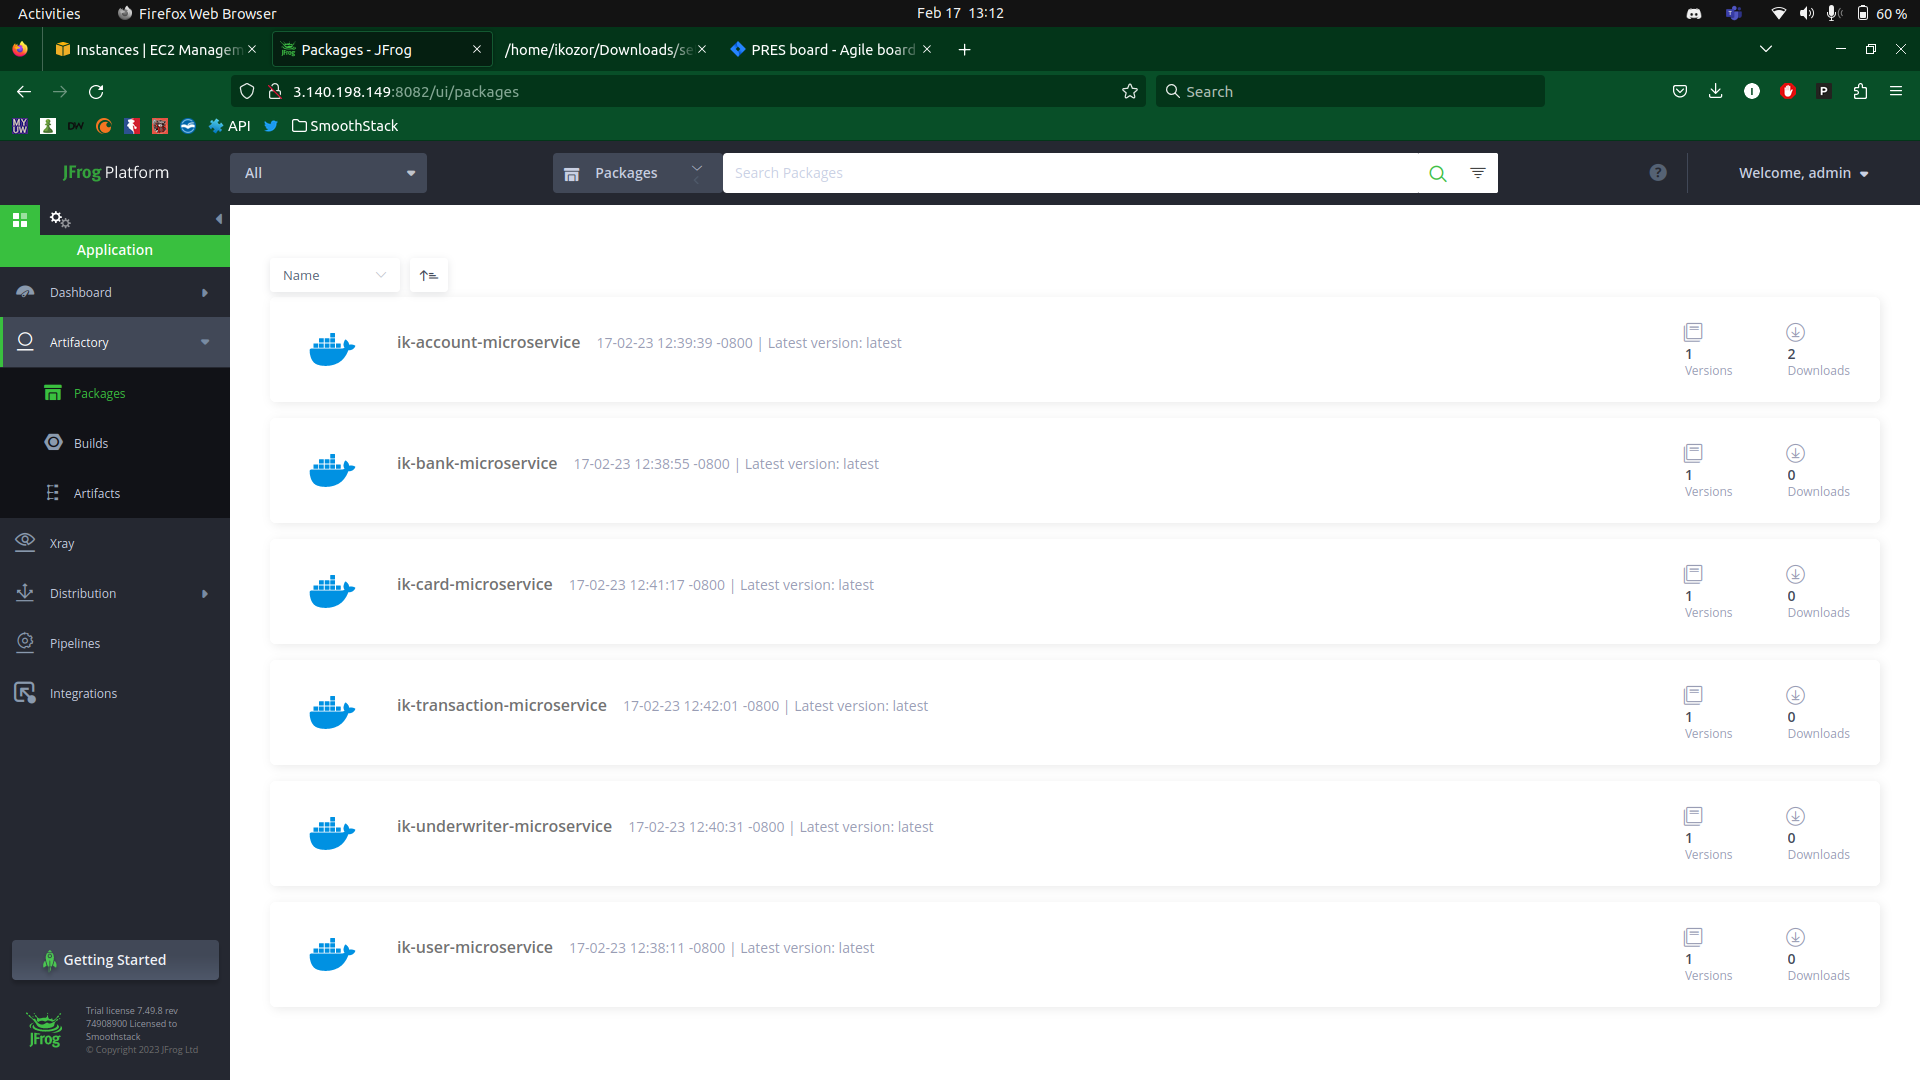 Activities Firefox Web Browser Feb 17 13:12 60 %
Instances | EC2 Managem Packages - JFrog /home/ikozor/Downloads/se PRES board - Agile board
3.140.198.149:8082/ui/packages Search
MY UW DW API SmoothStack
JFrog Platform All Packages Search Packages ? Welcome, admin
Application
Dashboard
Artifactory
Packages
Builds
Artifacts
Xray
Distribution
Pipelines
Integrations
Getting Started
JFrog
Trial license 7.49.8 rev
74908900 Licensed to
Smoothstack
© Copyright 2023 JFrog Ltd
Name
ik-account-microservice 17-02-23 12:39:39 -0800 | Latest version: latest
1 2
Versions Downloads
ik-bank-microservice 17-02-23 12:38:55 -0800 | Latest version: latest
1 0
Versions Downloads
ik-card-microservice 17-02-23 12:41:17 -0800 | Latest version: latest
1 0
Versions Downloads
ik-transaction-microservice 17-02-23 12:42:01 -0800 | Latest version: latest
1 0
Versions Downloads
ik-underwriter-microservice 17-02-23 12:40:31 -0800 | Latest version: latest
1 0
Versions Downloads
ik-user-microservice 17-02-23 12:38:11 -0800 | Latest version: latest
1 0
Versions Downloads